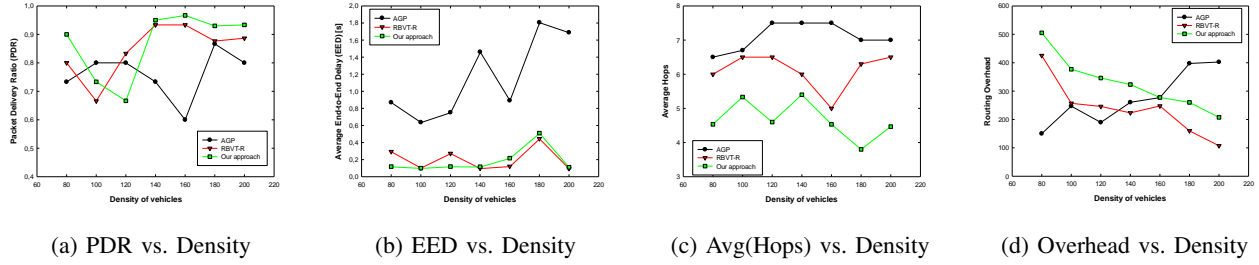 Packet Delivery Ratio (PDR)
1,0
0,9
0,8
0,7
0,6
0,5
0,4
AGP
RBVT-R
Our approach
60 80 100 120 140 160 180 200 220
Density of vehicles
(a) PDR vs. Density
Average End-to-End Delay (EED) [s]
2,0
1,8
1,6
1,4
1,2
1,0
0,8
0,6
0,4
0,2
0,0
AGP
RBVT-R
Our approach
60 80 100 120 140 160 180 200 220
Density of vehicles
(b) EED vs. Density
Average Hops
8
7
6
5
4
3
AGP
RBVT-R
Our approach
60 80 100 120 140 160 180 200 220
Density of vehicles
(c) Avg(Hops) vs. Density
Routing Overhead
600
500
400
300
200
100
0
AGP
RBVT-R
Our approach
60 80 100 120 140 160 180 200 220
Density of vehicles
(d) Overhead vs. Density